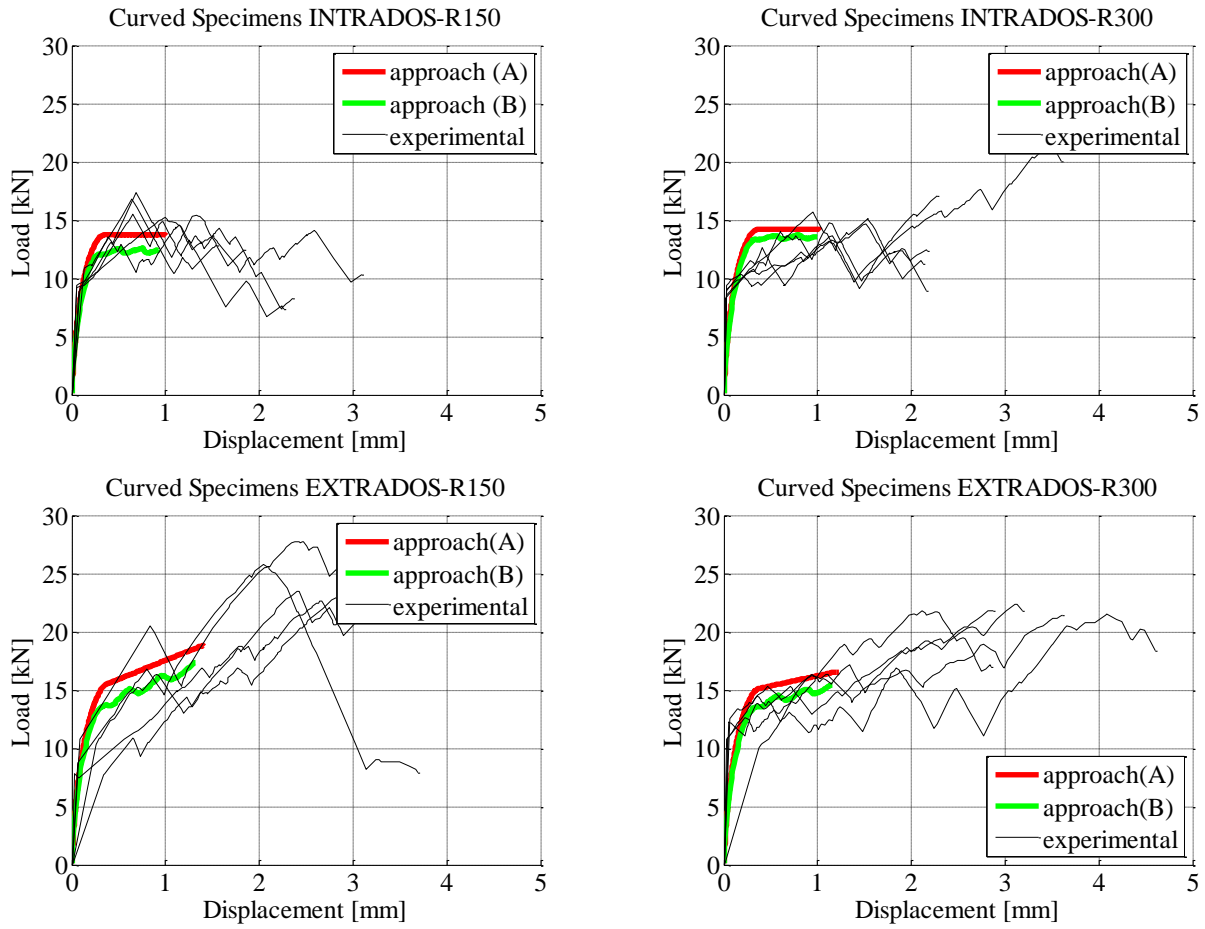 Curved Specimens INTRADOS-R150
30
25
20
15
10
5
0
Load [kN]
approach (A)
approach (B)
experimental
0 1 2 3 4 5
Displacement [mm]
Curved Specimens INTRADOS-R300
30
25
20
15
10
5
0
Load [kN]
approach(A)
approach(B)
experimental
0 1 2 3 4 5
Displacement [mm]
Curved Specimens EXTRADOS-R150
30
25
20
15
10
5
0
Load [kN]
approach(A)
approach(B)
experimental
0 1 2 3 4 5
Displacement [mm]
Curved Specimens EXTRADOS-R300
30
25
20
15
10
5
0
Load [kN]
approach(A)
approach(B)
experimental
0 1 2 3 4 5
Displacement [mm]